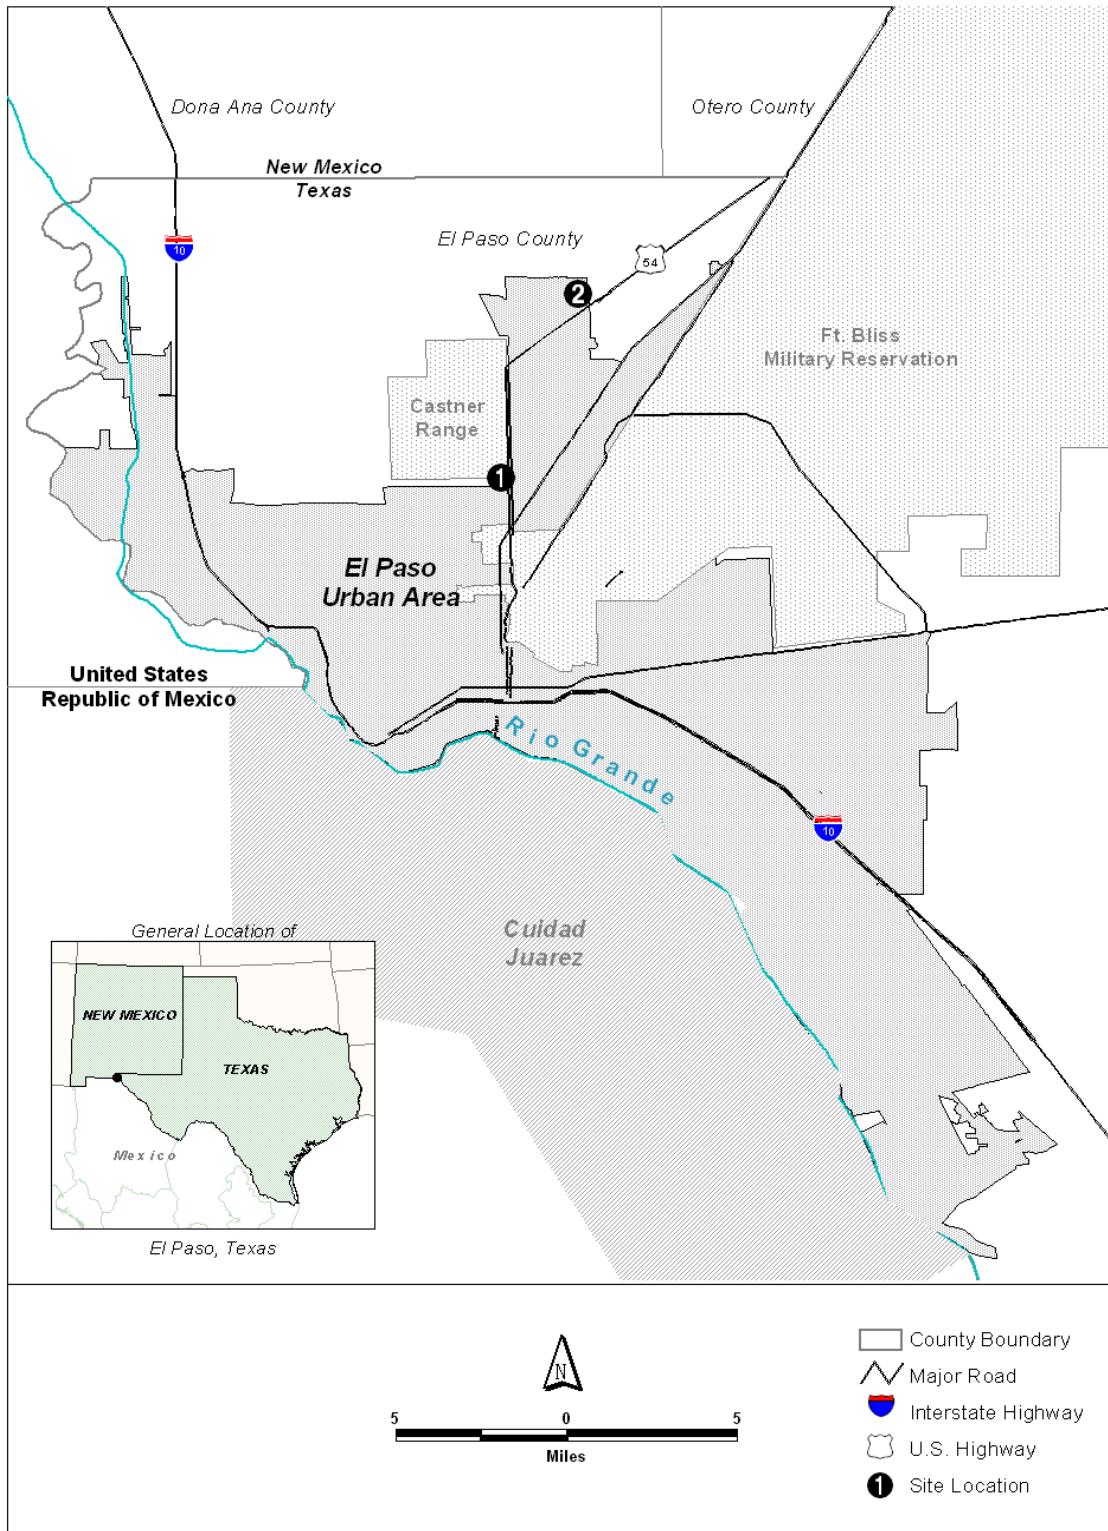 Dona Ana County
Otero County
New Mexico
Texas
El Paso County
10
54
2
Ft. Bliss
Military Reservation
Castner
Range
1
El Paso
Urban Area
United States
Republic of Mexico
Rio Grande
10
Cuidad
Juarez
General Location of
NEW MEXICO
TEXAS
Mexico
El Paso, Texas
N
5 0 5
Miles
County Boundary
Major Road
Interstate Highway
U.S. Highway
1 Site Location